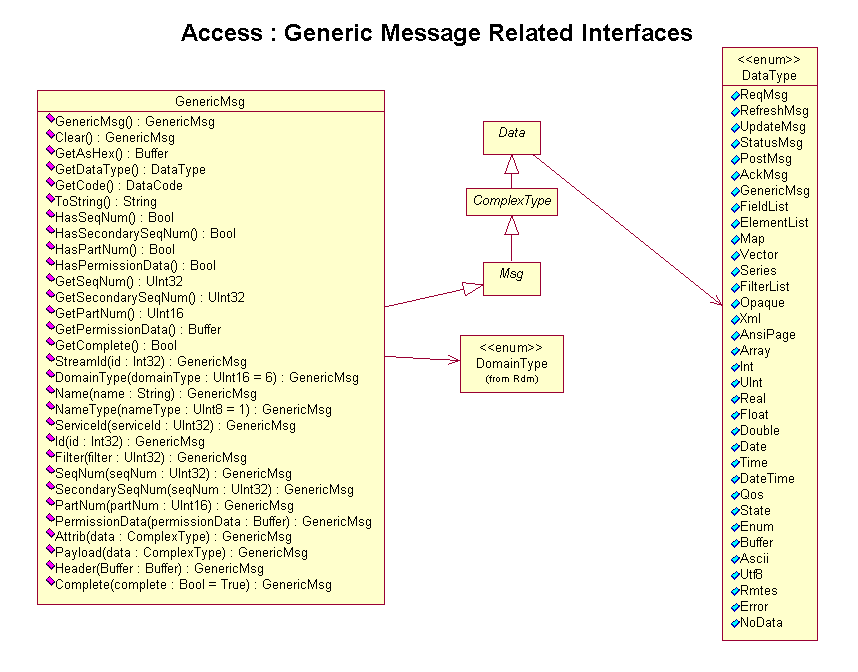 Access : Generic Message Related Interfaces
GenericMsg
GenericMsg() : GenericMsg
Clear() : GenericMsg
GetAsHex() : Buffer
GetDataType() : DataType
GetCode() : DataCode
ToString() : String
HasSeqNum() : Bool
HasSecondarySeqNum() : Bool
HasPartNum() : Bool
HasPermissionData() : Bool
GetSeqNum() : UInt32
GetSecondarySeqNum() : UInt32
GetPartNum() : UInt16
GetPermissionData() : Buffer
GetComplete() : Bool
StreamId(id : Int32) : GenericMsg
DomainType(domainType : UInt16 = 6) : GenericMsg
Name(name : String) : GenericMsg
NameType(nameType : UInt8 = 1) : GenericMsg
ServiceId(serviceId : UInt32) : GenericMsg
Id(id : Int32) : GenericMsg
Filter(filter : UInt32) : GenericMsg
SeqNum(seqNum : UInt32) : GenericMsg
SecondarySeqNum(seqNum : UInt32) : GenericMsg
PartNum(partNum : UInt16) : GenericMsg
PermissionData(permissionData : Buffer) : GenericMsg
Attrib(data : ComplexType) : GenericMsg
Payload(data : ComplexType) : GenericMsg
Header(Buffer : Buffer) : GenericMsg
Complete(complete : Bool = True) : GenericMsg
Data
ComplexType
Msg
<<enum>>
DomainType
(from Rdm)
<<enum>>
DataType
ReqMsg
RefreshMsg
UpdateMsg
StatusMsg
PostMsg
AckMsg
GenericMsg
FieldList
ElementList
Map
Vector
Series
FilterList
Opaque
Xml
AnsiPage
Array
Int
UInt
Real
Float
Double
Date
Time
DateTime
Qos
State
Enum
Buffer
Ascii
Utf8
Rmtes
Error
NoData